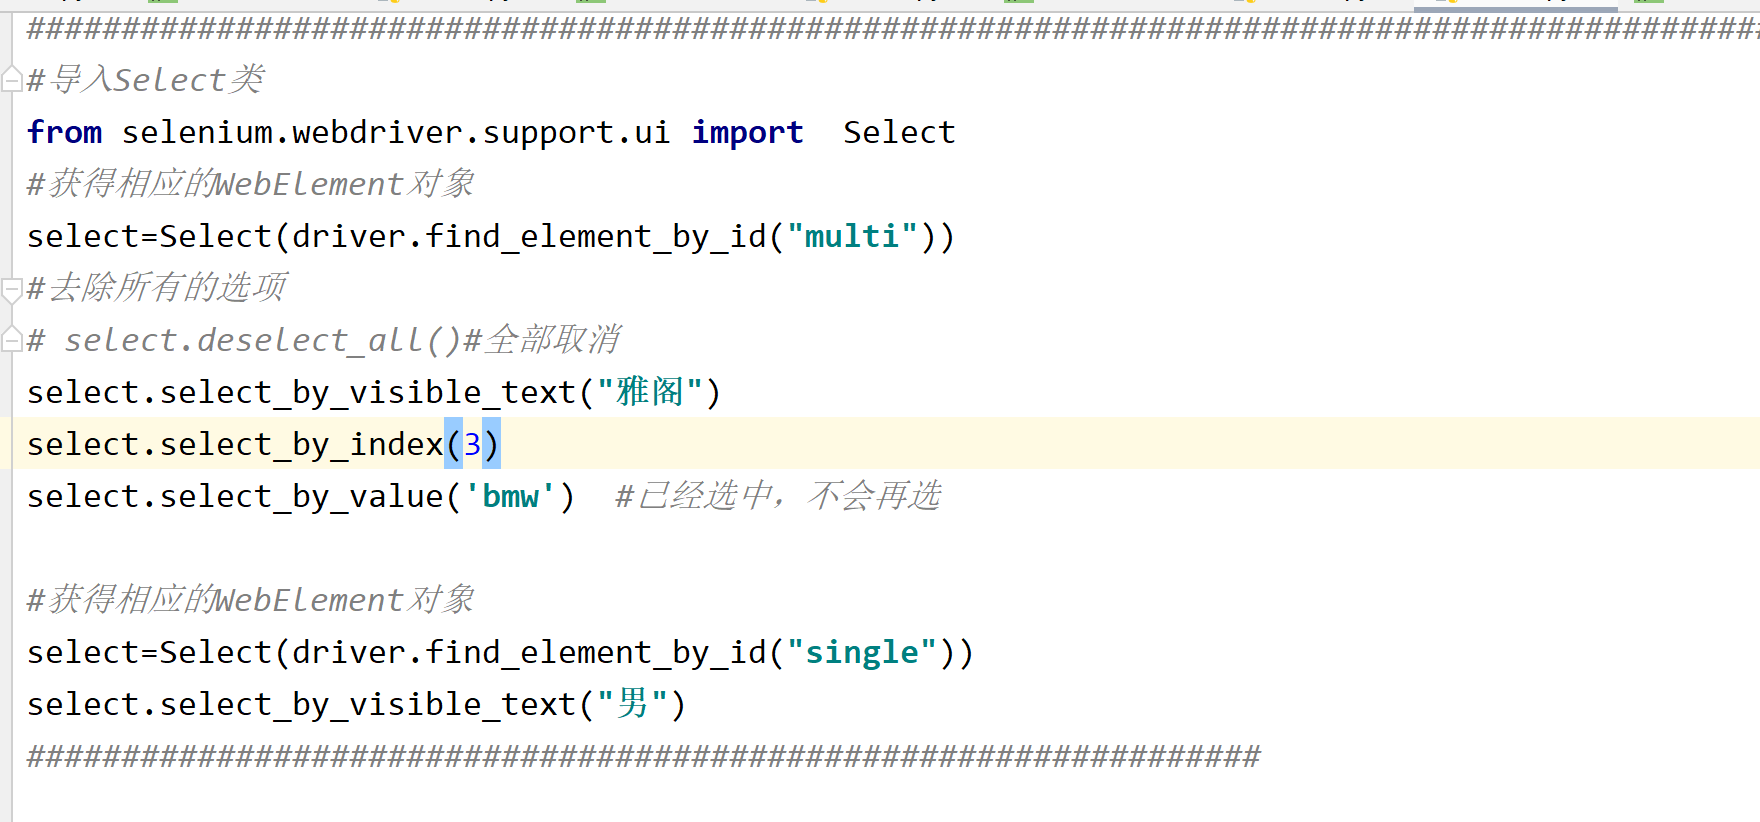 ##############################################################################################
#导入Select类
from selenium.webdriver.support.ui import  Select
#获得相应的WebElement对象
select=Select(driver.find_element_by_id("multi"))
#去除所有的选项
# select.deselect_all()#全部取消
select.select_by_visible_text("雅阁")
select.select_by_index(3)
select.select_by_value('bmw')  #已经选中，不会再选
#获得相应的WebElement对象
select=Select(driver.find_element_by_id("single"))
select.select_by_visible_text("男")
#################################################################